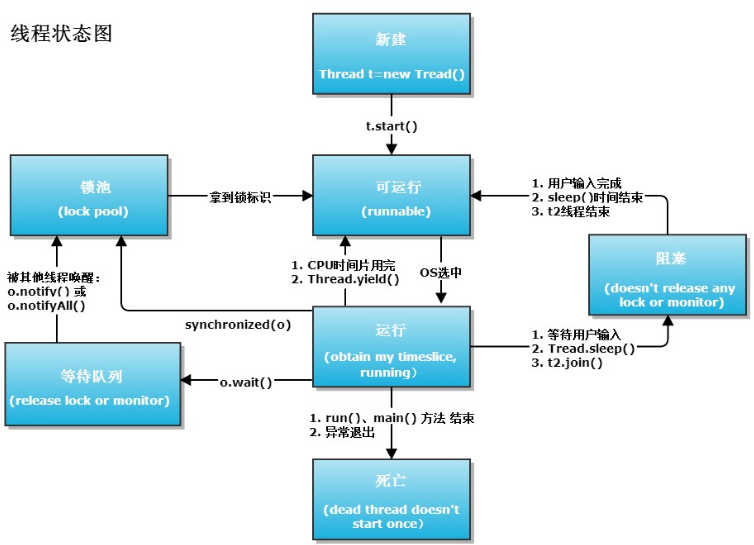 线程状态图
新建
Thread t=new Tread()
t.start()
锁池
(lock pool)
拿到锁标识
可运行
(runnable)
1. 用户输入完成
2. sleep()时间结束
3. t2线程结束
阻塞
(doesn't release any
lock or monitor)
被其他线程唤醒：
o.notify() 或
o.notifyAll()
1. CPU时间片用完
2. Thread.yield()
OS选中
synchronized(o)
运行
(obtain my timeslice,
running）
1. 等待用户输入
2. Tread.sleep()
3. t2.join()
等待队列
(release lock or monitor)
o.wait()
1. run()、main() 方法 结束
2. 异常退出
死亡
(dead thread doesn't
start once）